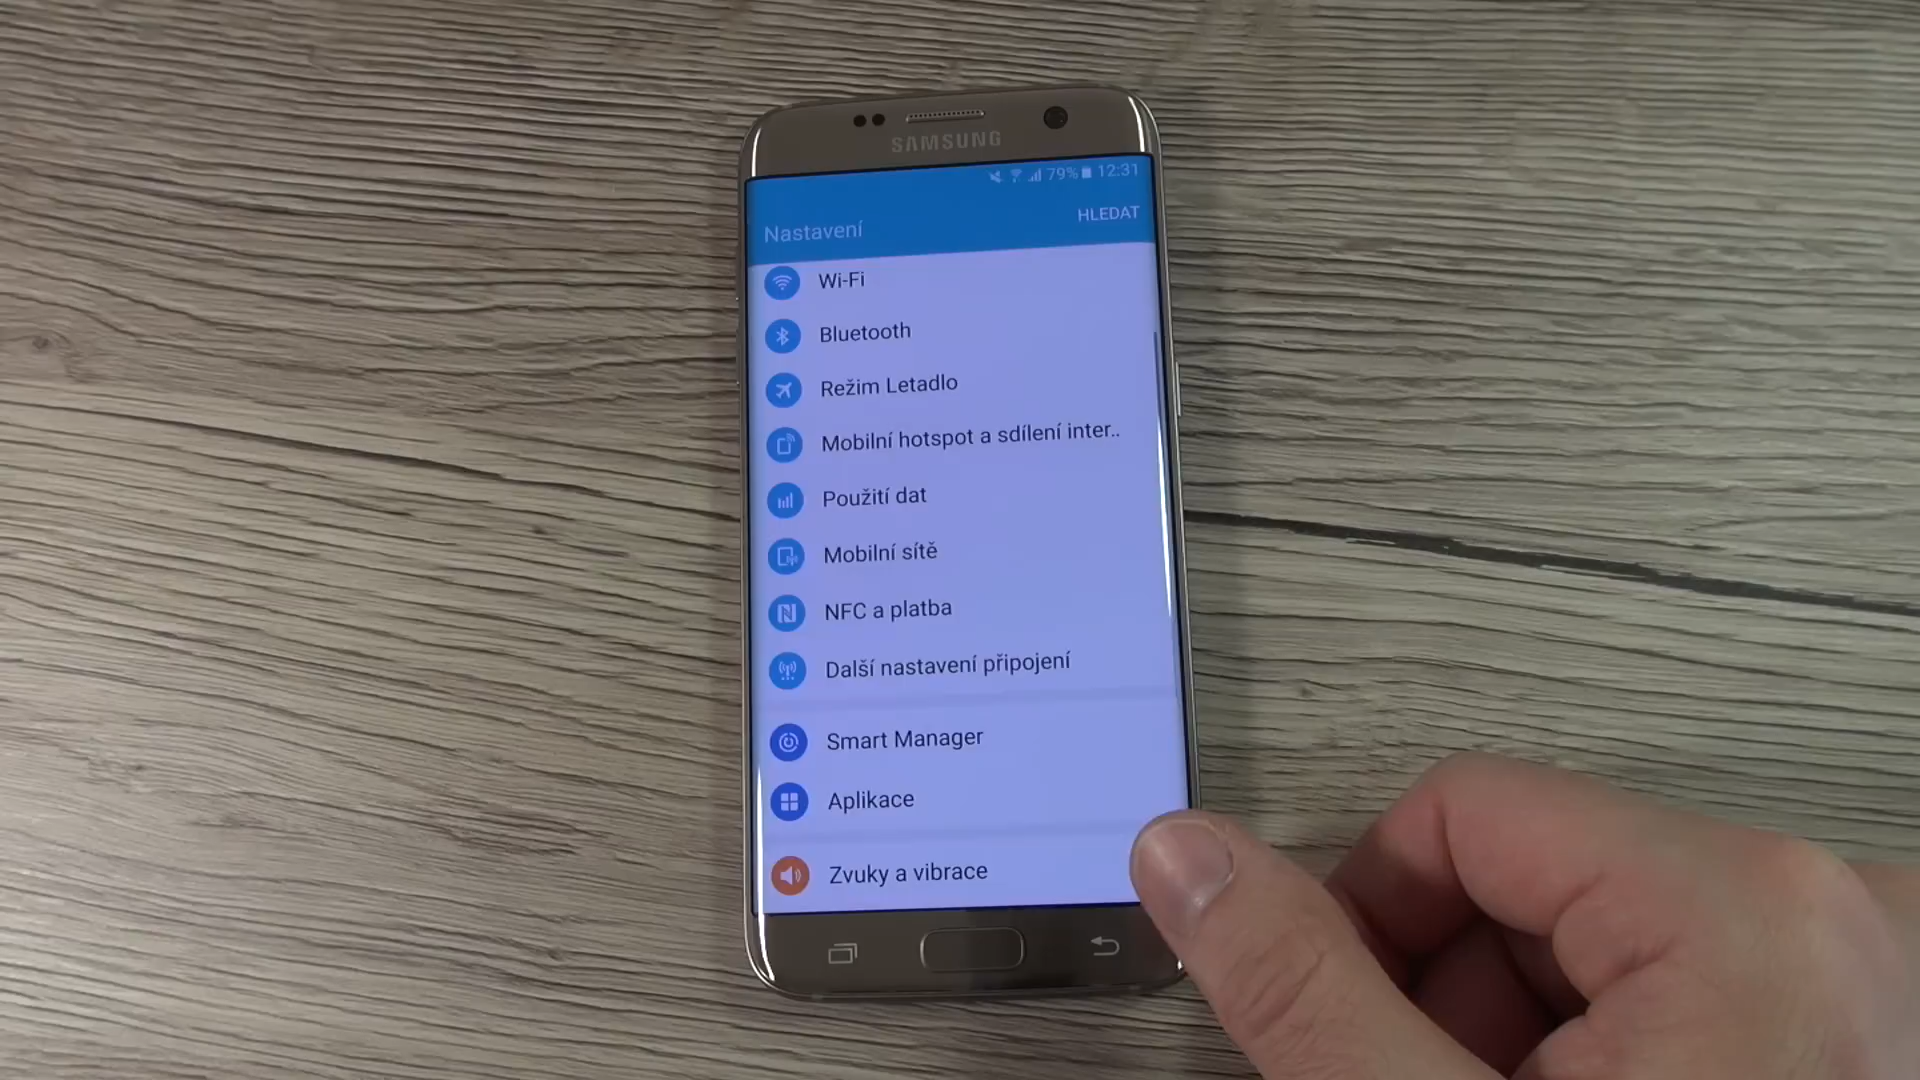 SAMSUNG
79% 12:31
Nastavení
HLEDAT
Wi-Fi
Bluetooth
Režim Letadlo
Mobilní hotspot a sdílení inter..
Použití dat
Mobilní sítě
NFC a platba
Další nastavení připojení
Smart Manager
Aplikace
Zvuky a vibrace